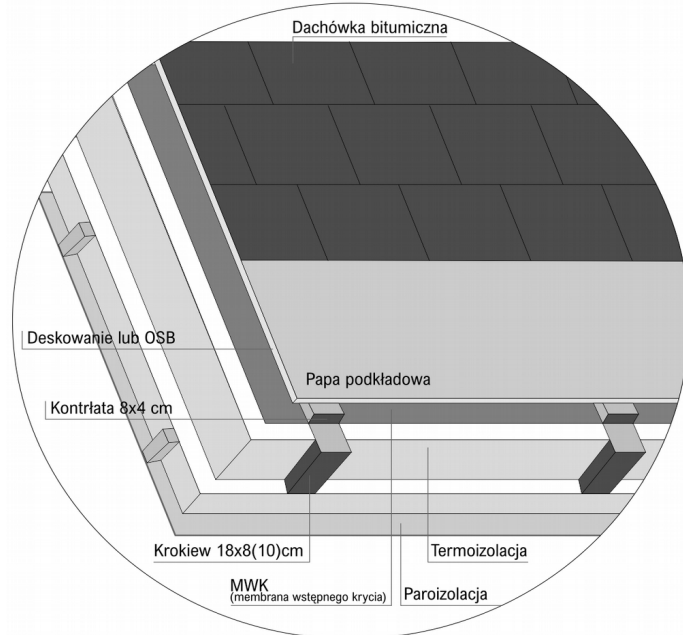 Dachówka bitumiczna
Deskowanie lub OSB
Papa podkładowa
Kontrłata 8x4 cm
Krokiew 18x8(10)cm
Termoizolacja
MWK
(membrana wstępnego krycia)
Paroizolacja